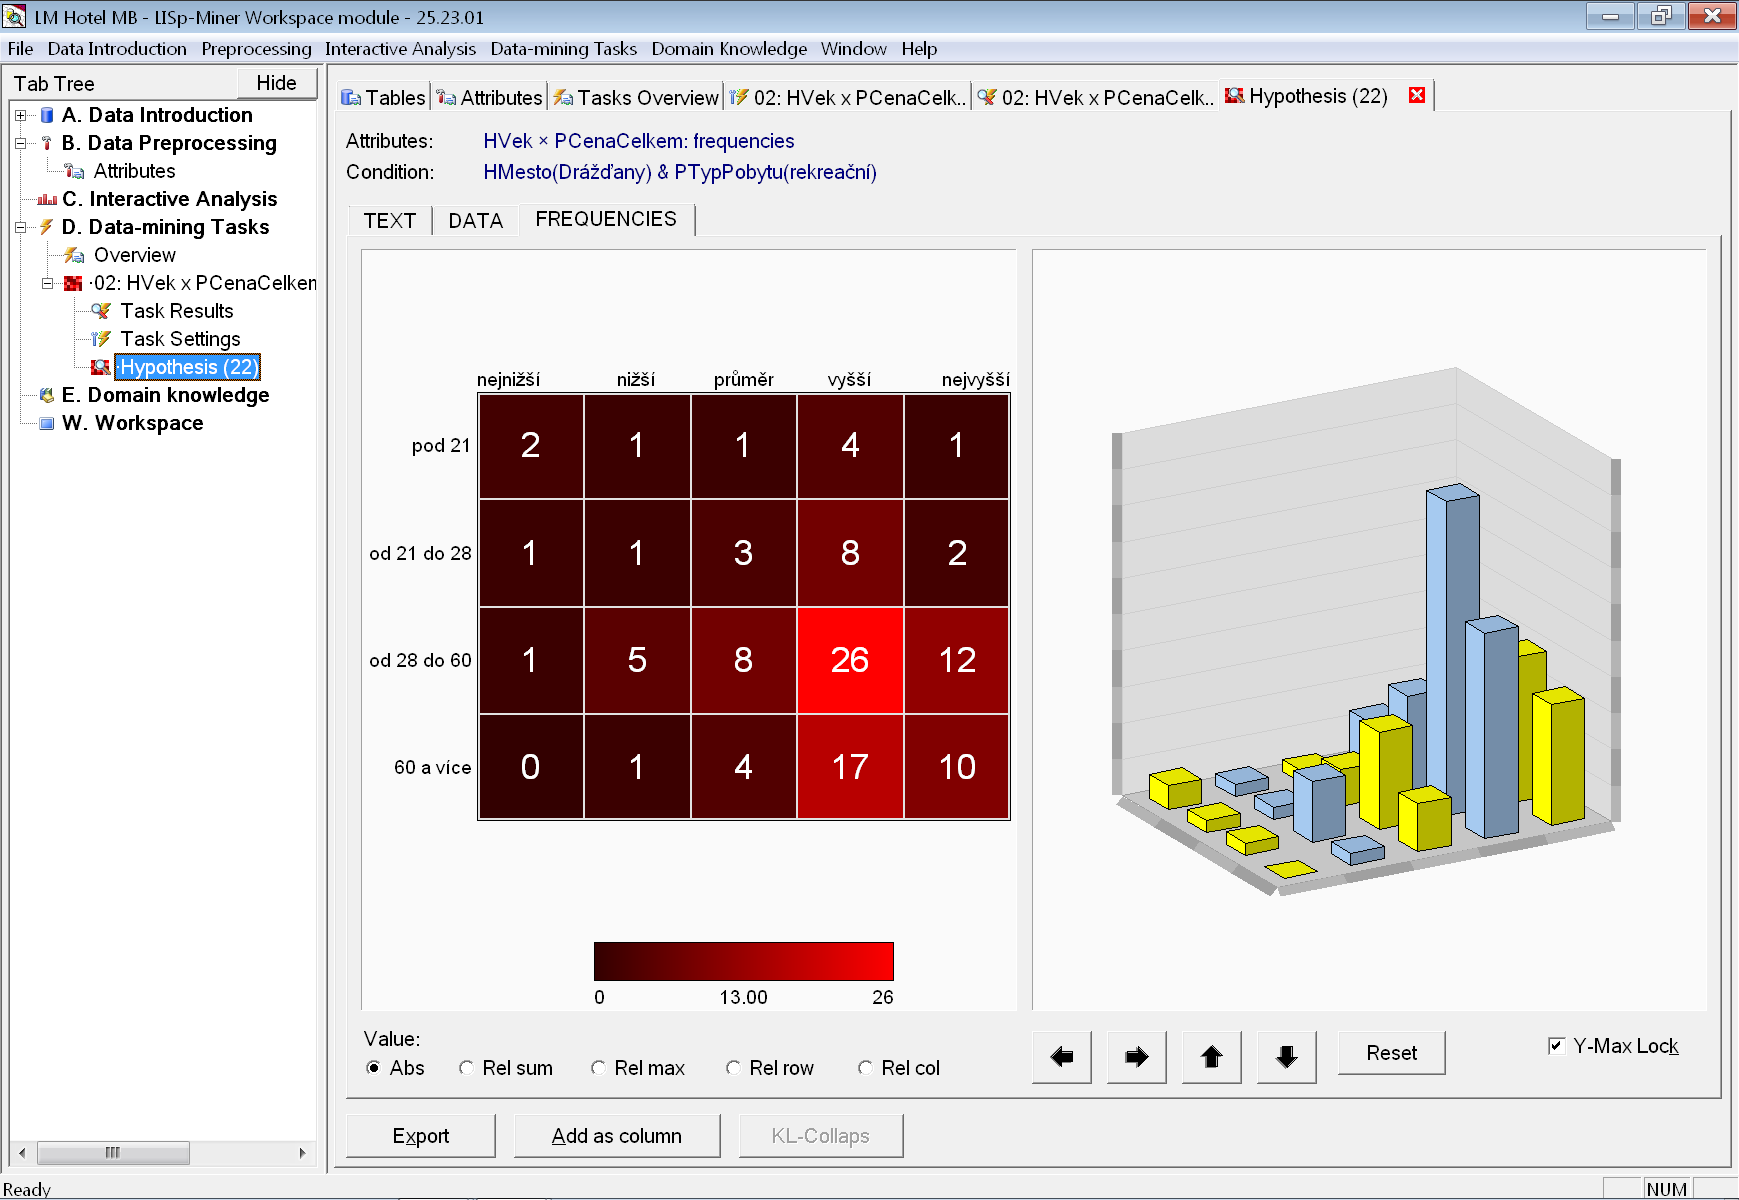 LM Hotel MB - LISp-Miner Workspace module - 25.23.01
File Data Introduction Preprocessing Interactive Analysis Data-mining Tasks Domain Knowledge Window Help
Tab Tree Hide
A. Data Introduction
B. Data Preprocessing
Attributes
C. Interactive Analysis
D. Data-mining Tasks
Overview
·02: HVek x PCenaCelkem
Task Results
Task Settings
·Hypothesis (22)
E. Domain knowledge
W. Workspace
Tables Attributes Tasks Overview 02: HVek x PCenaCelk.. 02: HVek x PCenaCelk.. Hypothesis (22)
Attributes: HVek × PCenaCelkem: frequencies
Condition: HMesto(Drážďany) & PTypPobytu(rekreační)
TEXT DATA FREQUENCIES
nejnižší nižší průměr vyšší nejvyšší
pod 21 2 1 1 4 1
od 21 do 28 1 1 3 8 2
od 28 do 60 1 5 8 26 12
60 a více 0 1 4 17 10
0 13.00 26
Value:
Abs Rel sum Rel max Rel row Rel col
Reset Y-Max Lock
Export Add as column KL-Collaps
Ready NUM